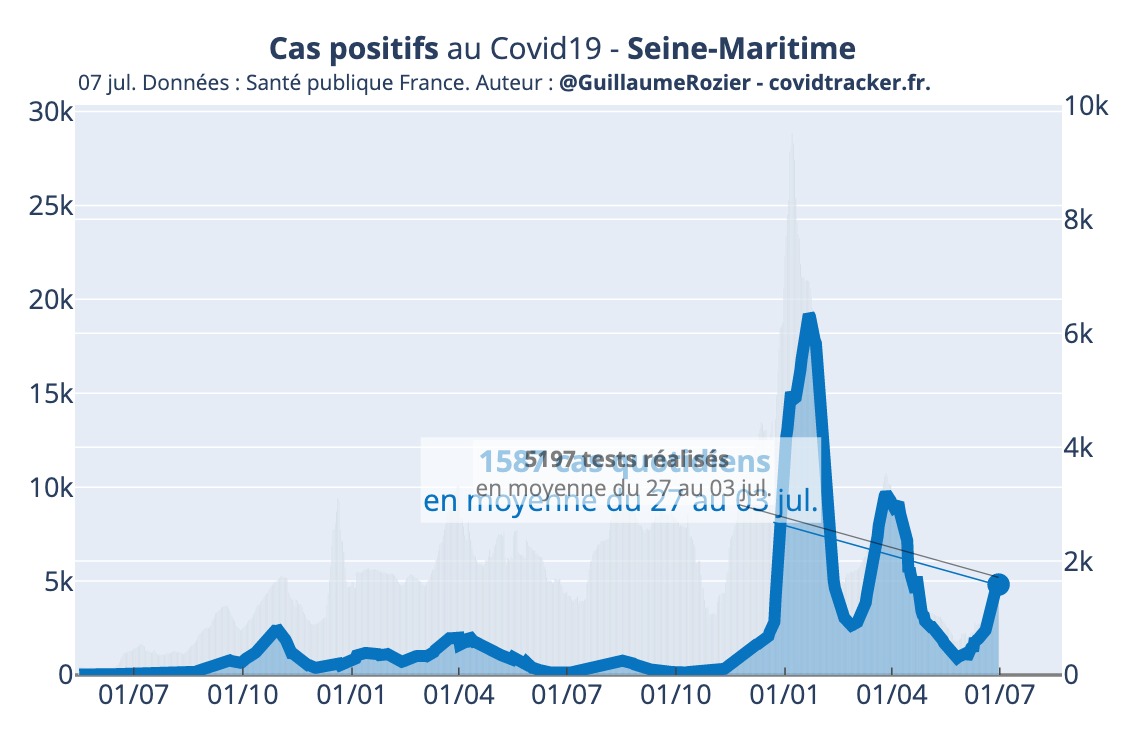 Cas positifs au Covid19 - Seine-Maritime
07 jul. Données : Santé publique France. Auteur : @GuillaumeRozier - covidtracker.fr.
30k
25k
20k
15k
10k
5k
0
10k
8k
6k
4k
2k
0
1587 cas quotidiens
en moyenne du 27 au 03 jul.
5197 tests réalisés
en moyenne du 27 au 03 jul.
01/07 01/10 01/01 01/04 01/07 01/10 01/01 01/04 01/07